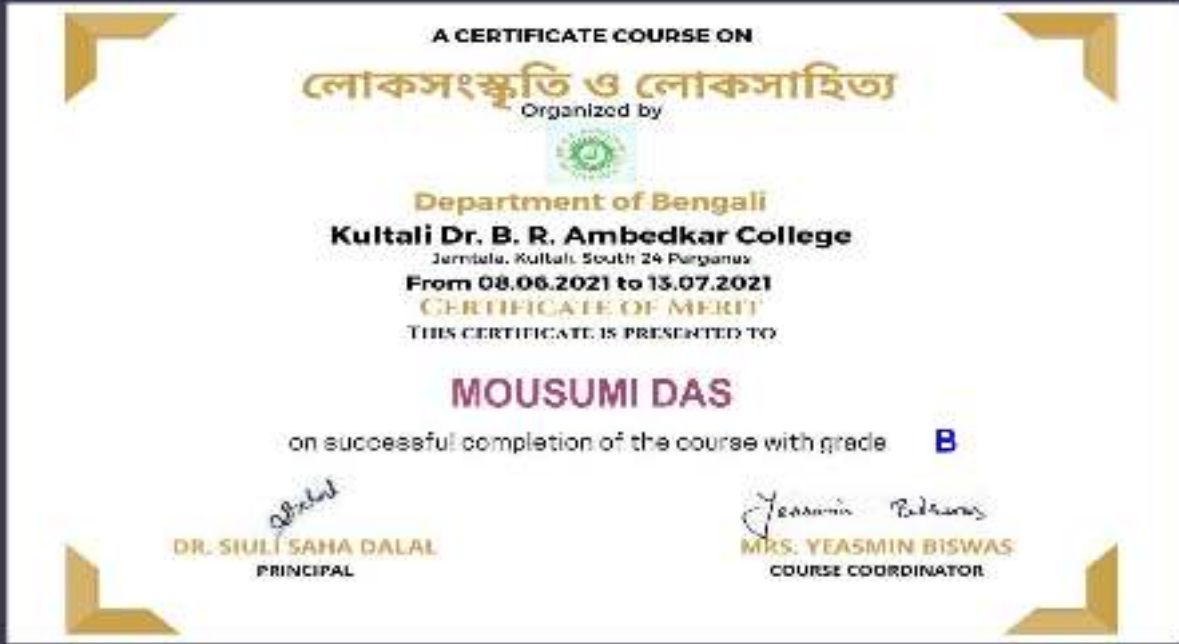 A CERTIFICATE COURSE ON
লোকসংস্কৃতি ও লোকসাহিত্য
Organized by
Department of Bengali
Kultali Dr. B. R. Ambedkar College
Jamtala, Kultali, South 24 Parganas
From 08.06.2021 to 13.07.2021
CERTIFICATE OF MERIT
THIS CERTIFICATE IS PRESENTED TO
MOUSUMI DAS
on successful completion of the course with grade B
Yeasmin Biswas
DR. SIULI SAHA DALAL
MRS. YEASMIN BISWAS
PRINCIPAL
COURSE COORDINATOR